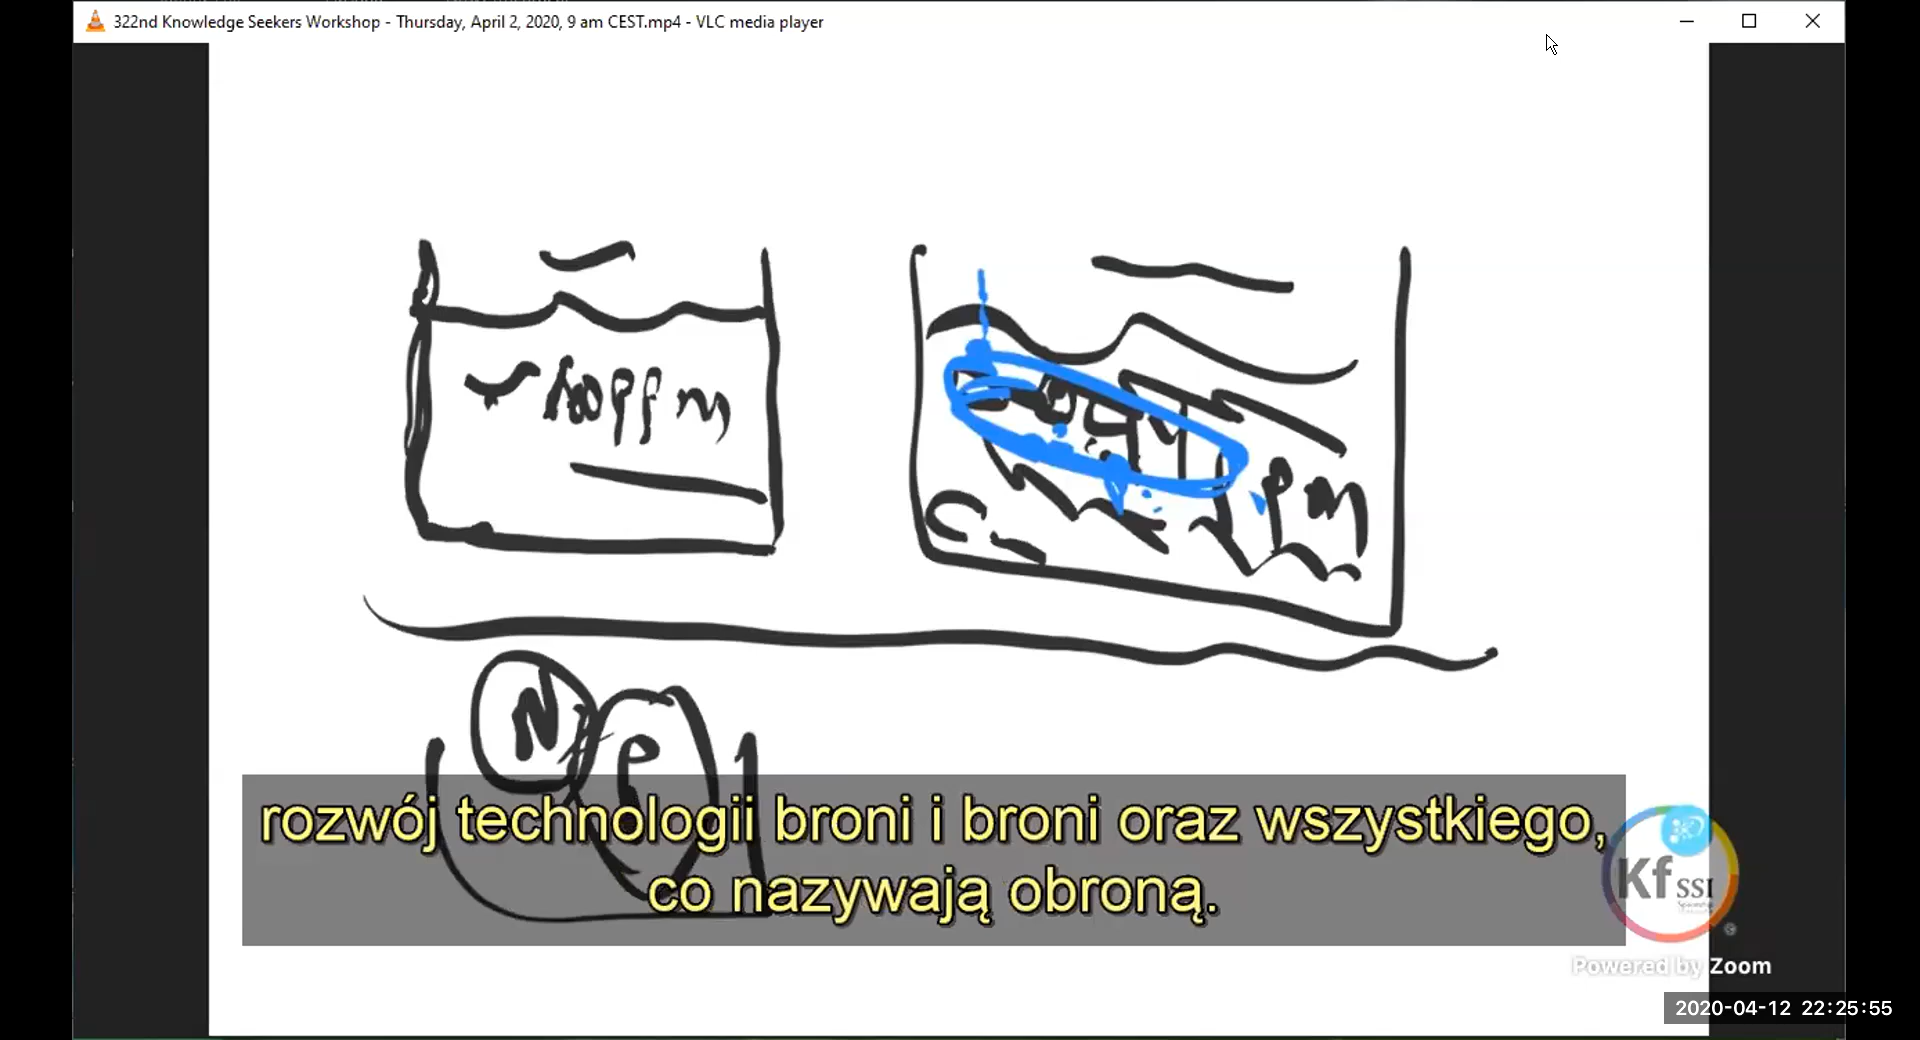 322nd Knowledge Seekers Workshop - Thursday, April 2, 2020, 9 am CEST.mp4 - VLC media player
N
P
rozwój technologii broni i broni oraz wszystkiego,
co nazywają obroną.
Kf SSI
Powered by Zoom
2020-04-12 22:25:55